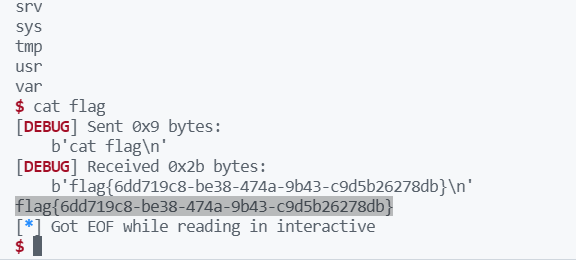 srv
sys
tmp
usr
var
$ cat flag
[DEBUG] Sent 0x9 bytes:
    b'cat flag\n'
[DEBUG] Received 0x2b bytes:
    b'flag{6dd719c8-be38-474a-9b43-c9d5b26278db}\n'
flag{6dd719c8-be38-474a-9b43-c9d5b26278db}
[*] Got EOF while reading in interactive
$